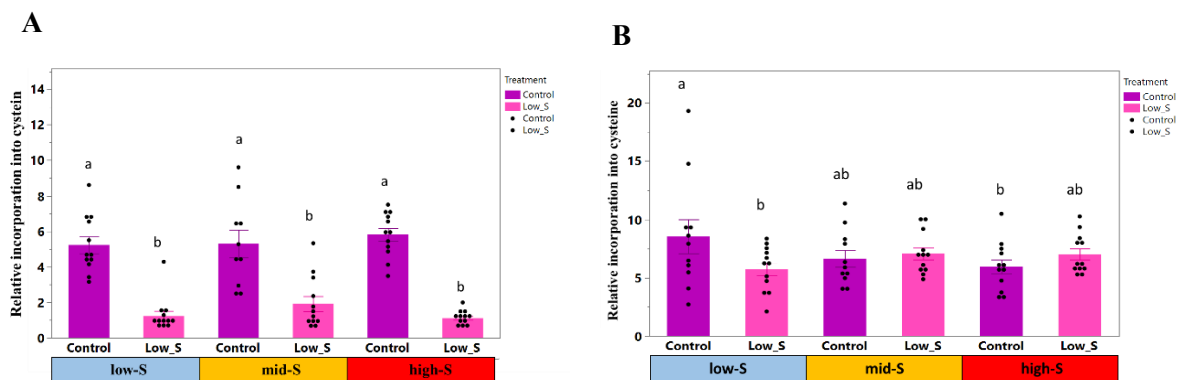 A
Relative incorporation into cystein
14
12
10
8
6
4
2
0
a
b
a
b
a
b
Control Low_S Control Low_S Control Low_S
low-S mid-S high-S
Treatment
Control
Low_S
Control
Low_S
B
Relative incorporation into cysteine
20
15
10
5
0
a
b
ab
ab
b
ab
Control Low_S Control Low_S Control Low_S
low-S mid-S high-S
Treatment
Control
Low_S
Control
Low_S